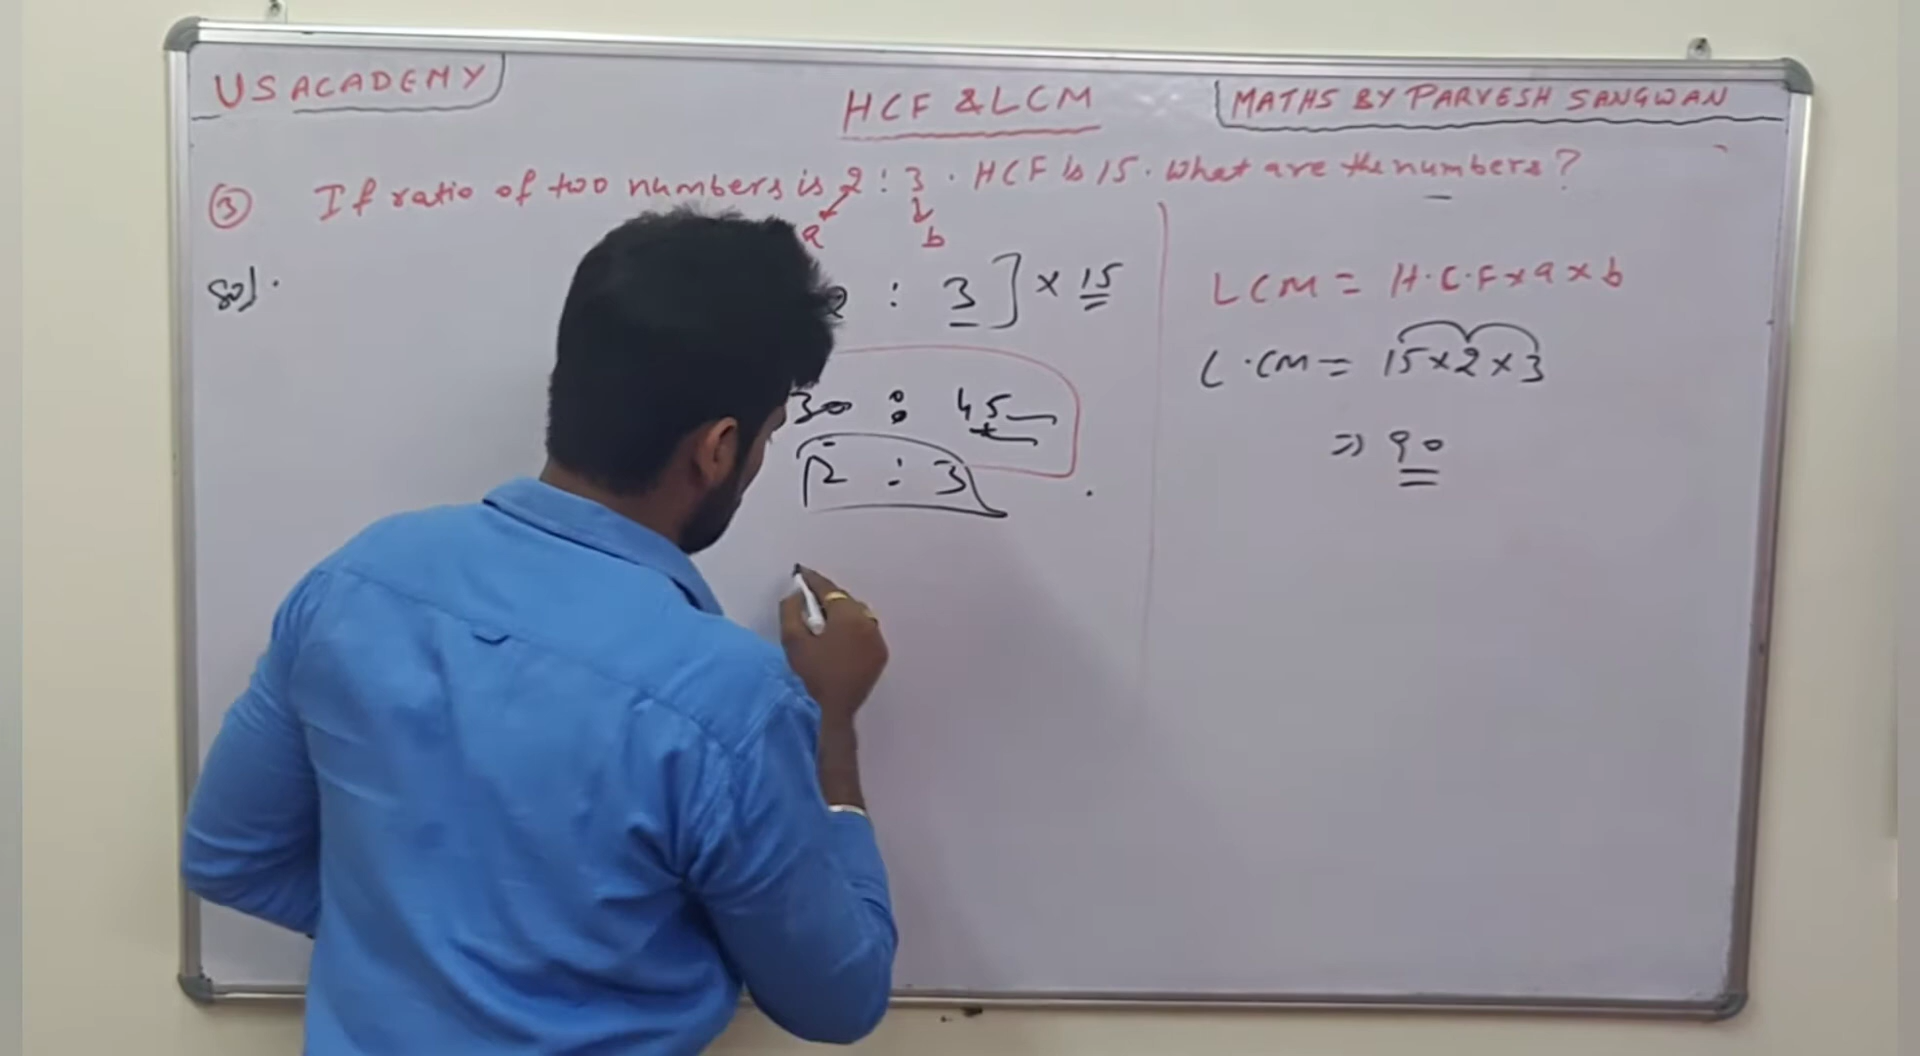 US ACADEMY
HCF & LCM
MATHS BY PARVESH SANGWAN
③ If ratio of two numbers is 2 : 3 . HCF is 15 . What are the numbers ?
a b
Sol.
2 : 3 ] × 15
30 : 45
2 : 3
LCM = H.C.F × a × b
L.CM = 15 × 2 × 3
⇒ 90